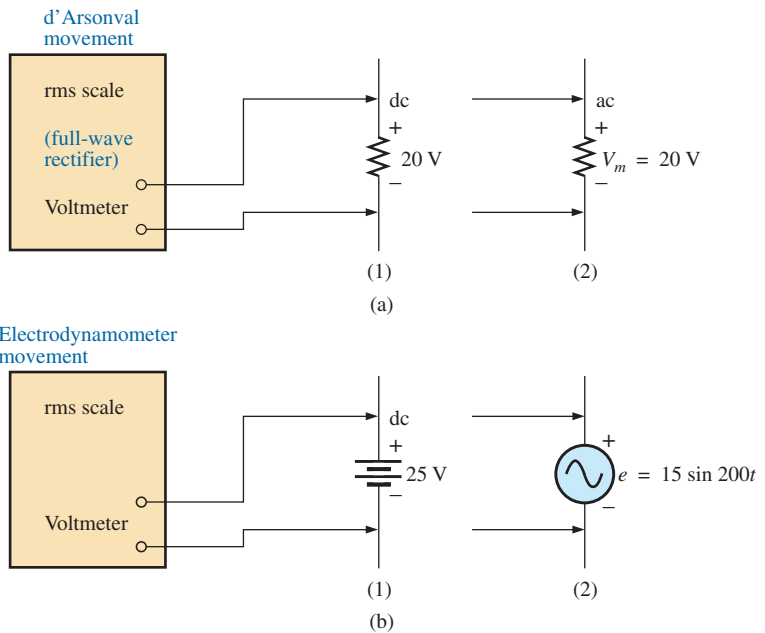 d'Arsonval
movement
rms scale
(full-wave
rectifier)
Voltmeter
dc
+
20 V
–
(1)
ac
+
Vm = 20 V
–
(2)
(a)
Electrodynamometer
movement
rms scale
Voltmeter
dc
+
25 V
–
(1)
+
e = 15 sin 200t
–
(2)
(b)